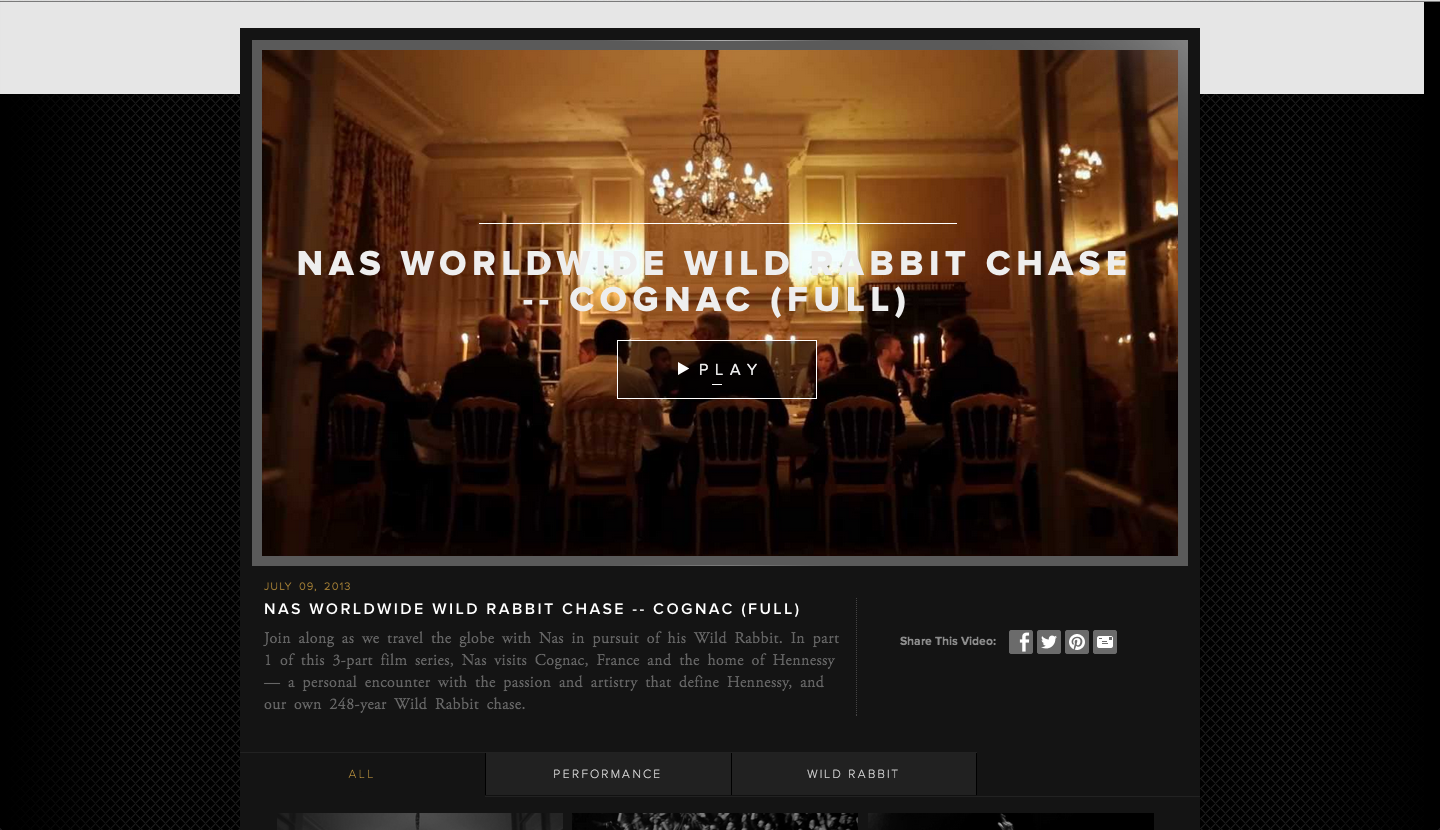 NAS WORLDWIDE WILD RABBIT CHASE
-- COGNAC (FULL)
PLAY
JULY 09, 2013
NAS WORLDWIDE WILD RABBIT CHASE -- COGNAC (FULL)
Join along as we travel the globe with Nas in pursuit of his Wild Rabbit. In part
1 of this 3-part film series, Nas visits Cognac, France and the home of Hennessy
— a personal encounter with the passion and artistry that define Hennessy, and
our own 248-year Wild Rabbit chase.
Share This Video:
ALL
PERFORMANCE
WILD RABBIT